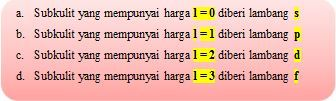 a. Subkulit yang mempunyai harga l = 0 diberi lambang s
b. Subkulit yang mempunyai harga l = 1 diberi lambang p
c. Subkulit yang mempunyai harga l = 2 diberi lambang d
d. Subkulit yang mempunyai harga l = 3 diberi lambang f